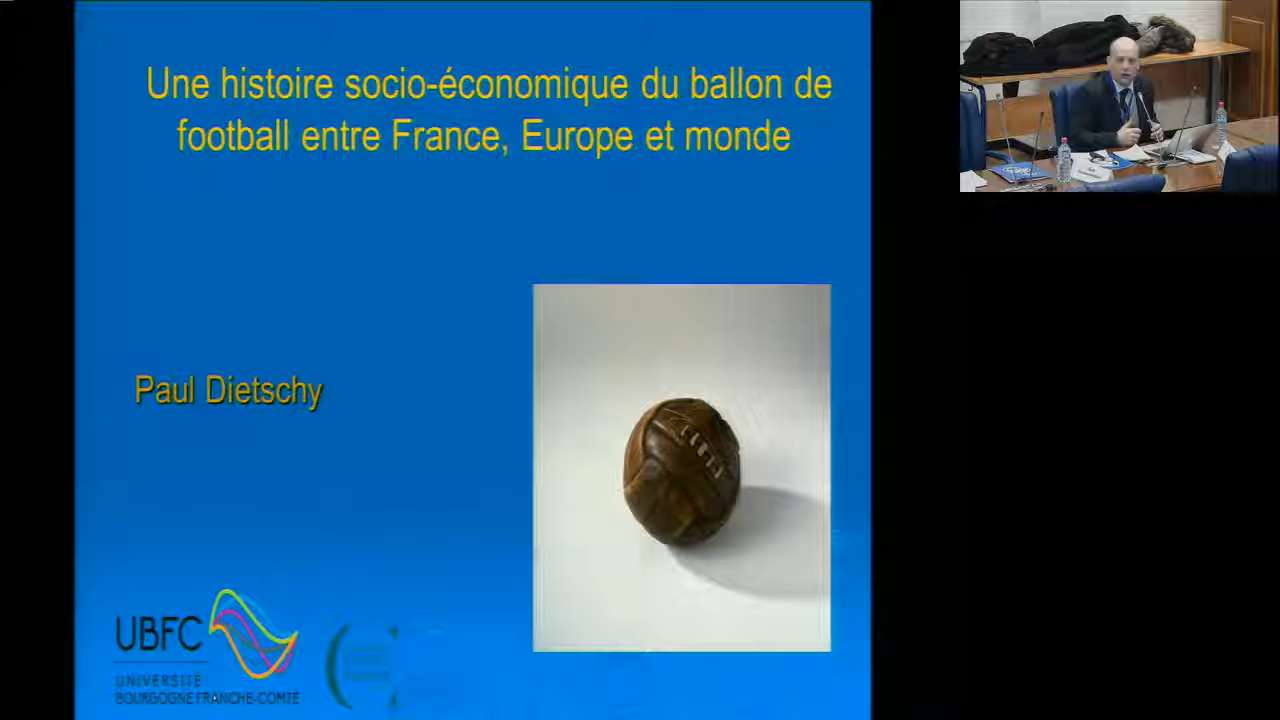 Une histoire socio-économique du ballon de
football entre France, Europe et monde
Paul Dietschy
UBFC
UNIVERSITÉ
BOURGOGNE FRANCHE-COMTÉ